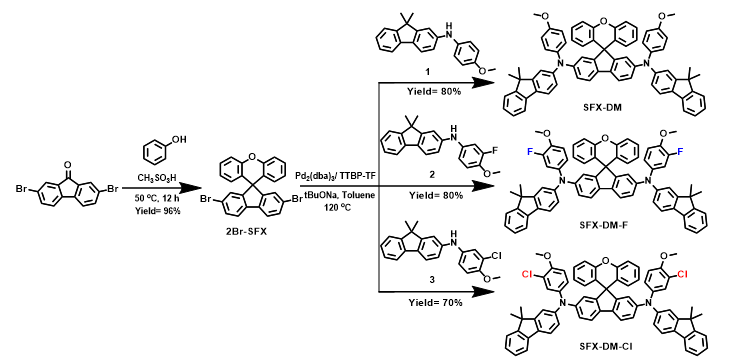 O
Br
Br
OH
CH₃SO₃H
50 °C, 12 h
Yield= 96%
O
Br
Br
2Br-SFX
Pd₂(dba)₃/ TTBP-TF
tBuONa, Toluene
120 °C
H
N
O
1
Yield= 80%
O
O
O
N
N
SFX-DM
H
N
F
O
2
Yield= 80%
O
O
O
F
F
N
N
SFX-DM-F
H
N
Cl
O
3
Yield= 70%
O
O
O
Cl
Cl
N
N
SFX-DM-Cl